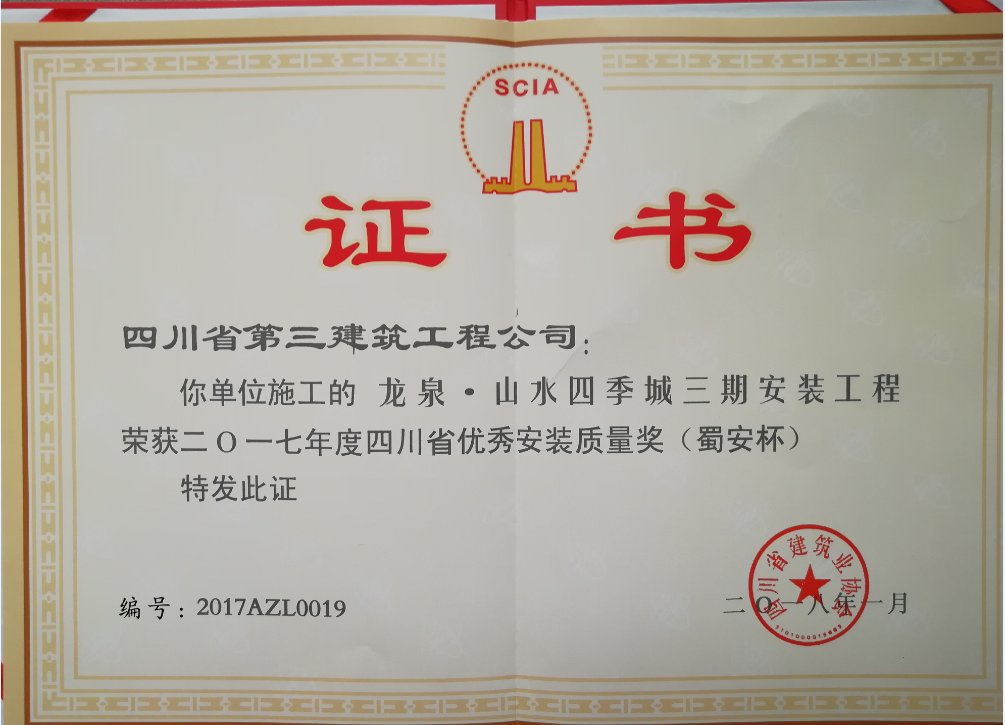 SCIA
证 书
四川省第三建筑工程公司：
你单位施工的 龙泉·山水四季城三期安装工程
荣获二〇一七年度四川省优秀安装质量奖（蜀安杯）
特发此证
编号：2017AZL0019
二〇一八年一月
四川省建筑业协会